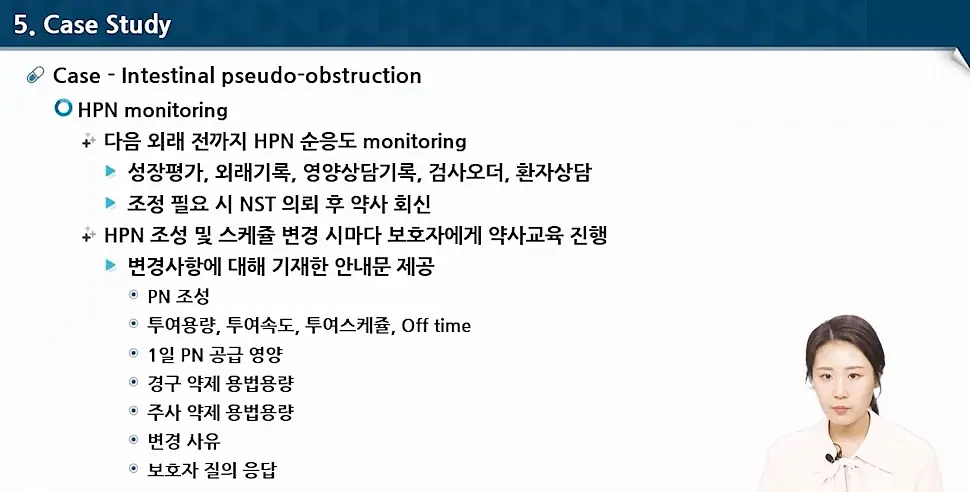 5. Case Study
Case - Intestinal pseudo-obstruction
HPN monitoring
다음 외래 전까지 HPN 순응도 monitoring
성장평가, 외래기록, 영양상담기록, 검사오더, 환자상담
조정 필요 시 NST 의뢰 후 약사 회신
HPN 조성 및 스케쥴 변경 시마다 보호자에게 약사교육 진행
변경사항에 대해 기재한 안내문 제공
PN 조성
투여용량, 투여속도, 투여스케쥴, Off time
1일 PN 공급 영양
경구 약제 용법용량
주사 약제 용법용량
변경 사유
보호자 질의 응답